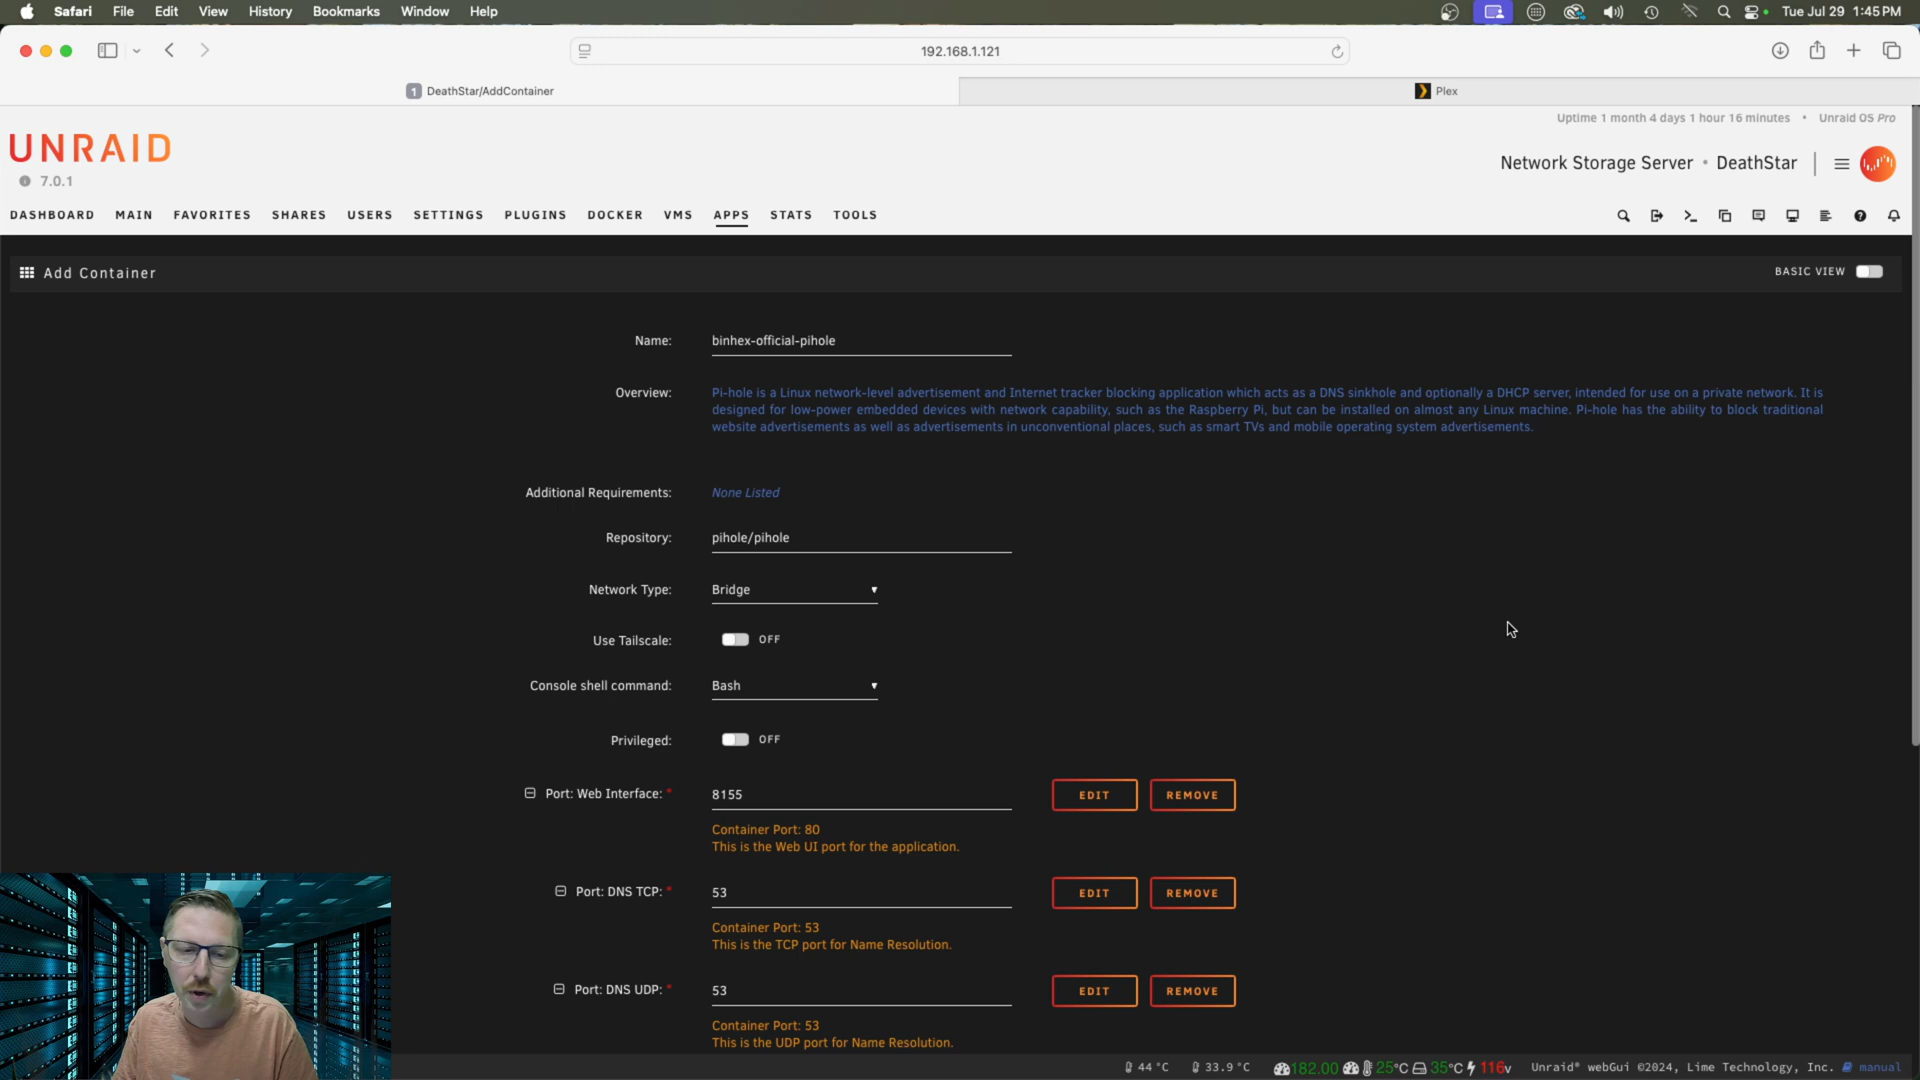 Safari File Edit View History Bookmarks Window Help
Tue Jul 29 1:45 PM
192.168.1.121
1 DeathStar/AddContainer
Plex
Uptime 1 month 4 days 1 hour 16 minutes • Unraid OS Pro
UNRAID
7.0.1
Network Storage Server • DeathStar
DASHBOARD MAIN FAVORITES SHARES USERS SETTINGS PLUGINS DOCKER VMS APPS STATS TOOLS
Add Container
BASIC VIEW
Name: binhex-official-pihole
Overview: Pi-hole is a Linux network-level advertisement and Internet tracker blocking application which acts as a DNS sinkhole and optionally a DHCP server, intended for use on a private network. It is
designed for low-power embedded devices with network capability, such as the Raspberry Pi, but can be installed on almost any Linux machine. Pi-hole has the ability to block traditional
website advertisements as well as advertisements in unconventional places, such as smart TVs and mobile operating system advertisements.
Additional Requirements: None Listed
Repository: pihole/pihole
Network Type: Bridge
Use Tailscale: OFF
Console shell command: Bash
Privileged: OFF
Port: Web Interface: * 8155 EDIT REMOVE
Container Port: 80
This is the Web UI port for the application.
Port: DNS TCP: * 53 EDIT REMOVE
Container Port: 53
This is the TCP port for Name Resolution.
Port: DNS UDP: * 53 EDIT REMOVE
Container Port: 53
This is the UDP port for Name Resolution.
44 °C 33.9 °C 182.00 25°C 35°C 116v Unraid® webGui ©2024, Lime Technology, Inc. manual